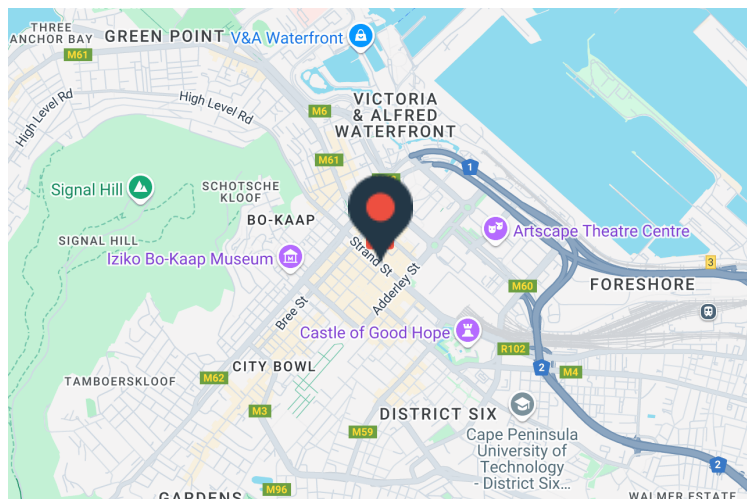 THREE
ANCHOR BAY
GREEN POINT
V&A Waterfront
M61
High Level Rd
High Level Rd
M6
VICTORIA
& ALFRED
WATERFRONT
M61
1
Signal Hill
SCHOTSCHE
KLOOF
BO-KAAP
Artscape Theatre Centre
SIGNAL HILL
Iziko Bo-Kaap Museum
Strand St
3
Adderley St
M60
FORESHORE
Bree St
Castle of Good Hope
R102
CITY BOWL
2
M4
TAMBOERSKLOOF
M62
M3
DISTRICT SIX
M59
Cape Peninsula
University of
Technology
- District Six...
2
M96
GARDENS
WALMER ESTATE